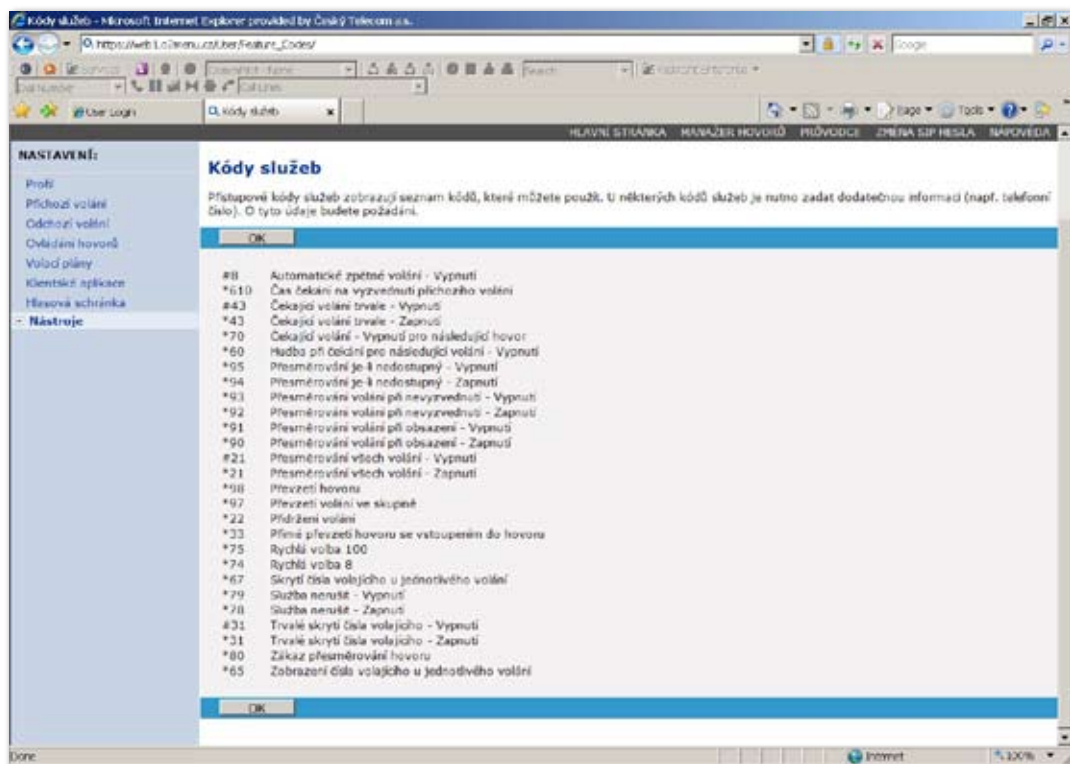 Kódy služeb - Microsoft Internet Explorer provided by Český Telecom a.s.
https://web1.o2menu.cz/User/Feature_Codes/
Google
Search
User Login
Kódy služeb
Page
Tools
HLAVNÍ STRÁNKA MANAŽER HOVORŮ PRŮVODCE ZMĚNA SIP HESLA NÁPOVĚDA
NASTAVENÍ:
Profil
Příchozí volání
Odchozí volání
Ovládání hovorů
Volací plány
Klientské aplikace
Hlasová schránka
- Nástroje
Kódy služeb
Přístupové kódy služeb zobrazují seznam kódů, které můžete použít. U některých kódů služeb je nutno zadat dodatečnou informaci (např. telefonní
číslo). O tyto údaje budete požádáni.
OK
#8 Automatické zpětné volání - Vypnutí
*610 Čas čekání na vyzvednutí příchozího volání
#43 Čekající volání trvale - Vypnutí
*43 Čekající volání trvale - Zapnutí
*70 Čekající volání - Vypnutí pro následující hovor
*60 Hudba při čekání pro následující volání - Vypnutí
*95 Přesměrování je-li nedostupný - Vypnutí
*94 Přesměrování je-li nedostupný - Zapnutí
*93 Přesměrování volání při nevyzvednutí - Vypnutí
*92 Přesměrování volání při nevyzvednutí - Zapnutí
*91 Přesměrování volání při obsazení - Vypnutí
*90 Přesměrování volání při obsazení - Zapnutí
#21 Přesměrování všech volání - Vypnutí
*21 Přesměrování všech volání - Zapnutí
*98 Převzetí hovoru
*97 Převzetí volání ve skupině
*22 Přidržení volání
*33 Přímé převzetí hovoru se vstoupením do hovoru
*75 Rychlá volba 100
*74 Rychlá volba 8
*67 Skrytí čísla volajícího u jednotlivého volání
*79 Služba nerušit - Vypnutí
*78 Služba nerušit - Zapnutí
#31 Trvalé skrytí čísla volajícího - Vypnutí
*31 Trvalé skrytí čísla volajícího - Zapnutí
*80 Zákaz přesměrování hovoru
*65 Zobrazení čísla volajícího u jednotlivého volání
OK
Done
Internet
100%